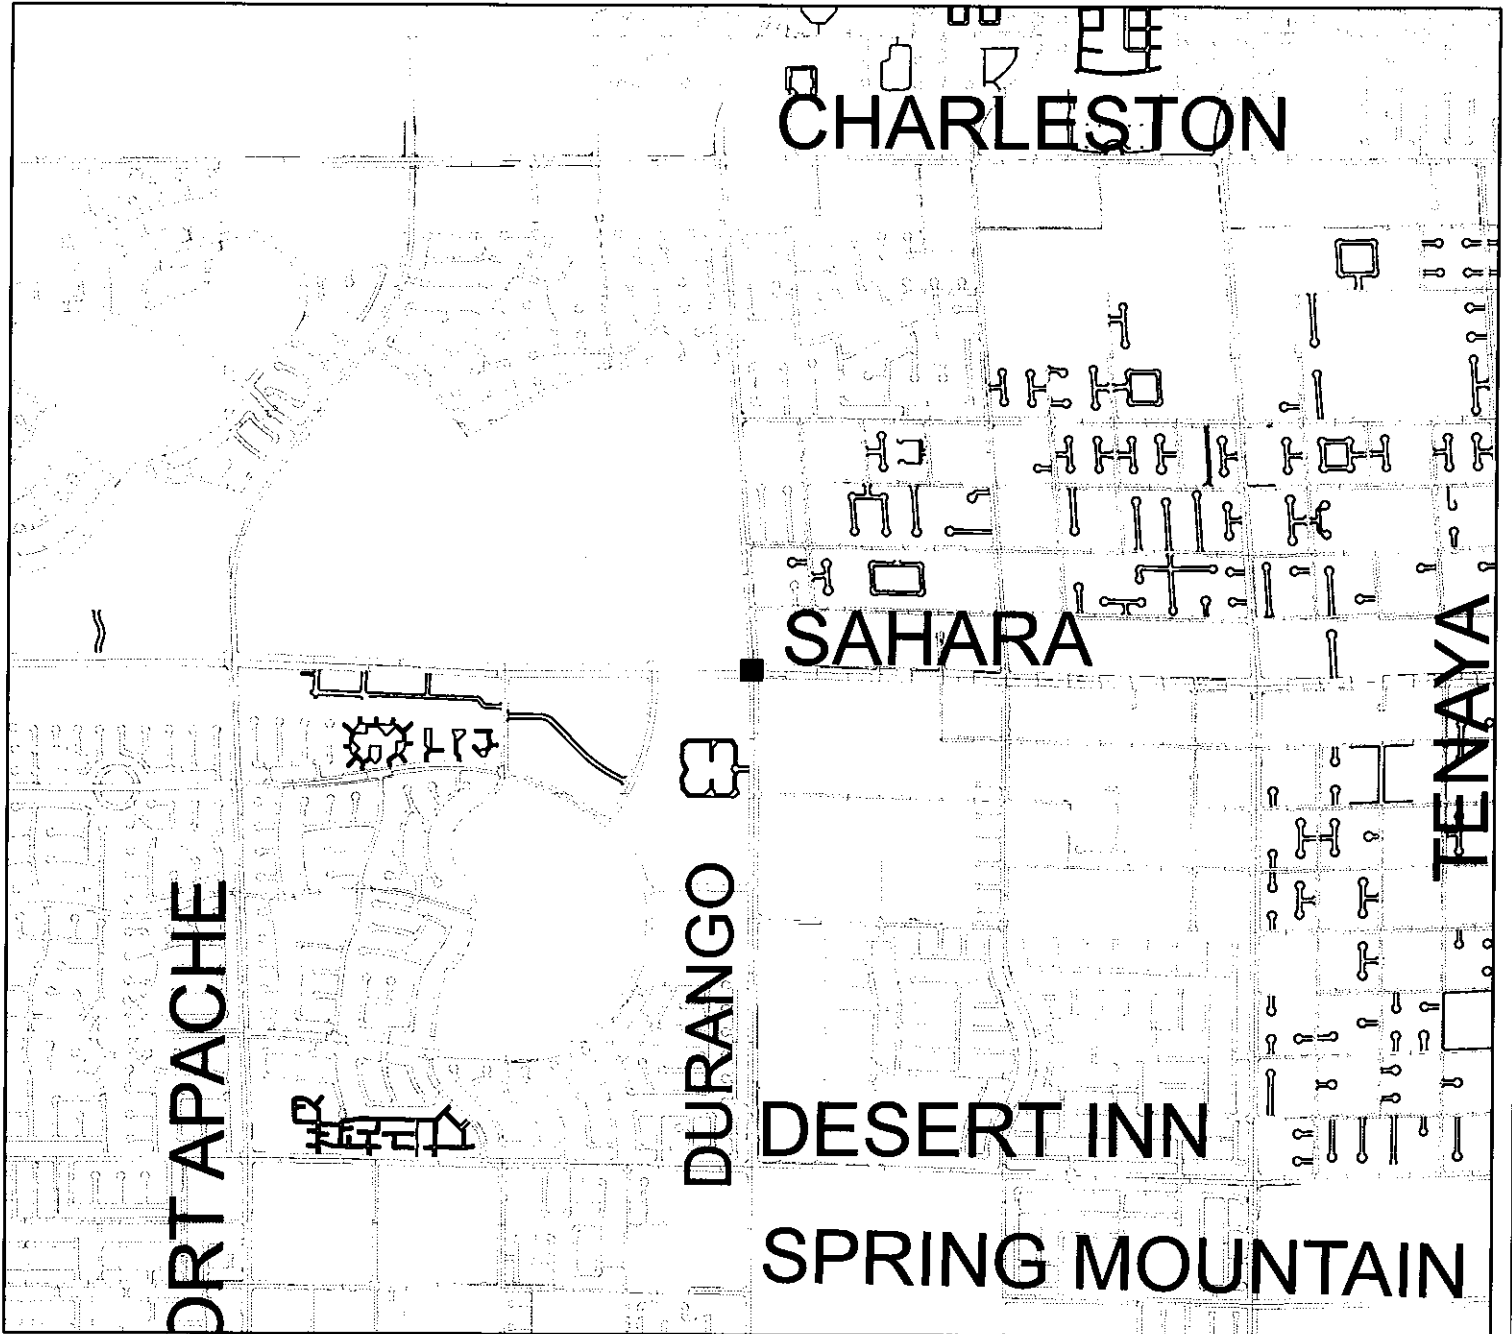 CHARLESTON
SAHARA
TENAYA
DURANGO
ORT APACHE
DESERT INN
SPRING MOUNTAIN